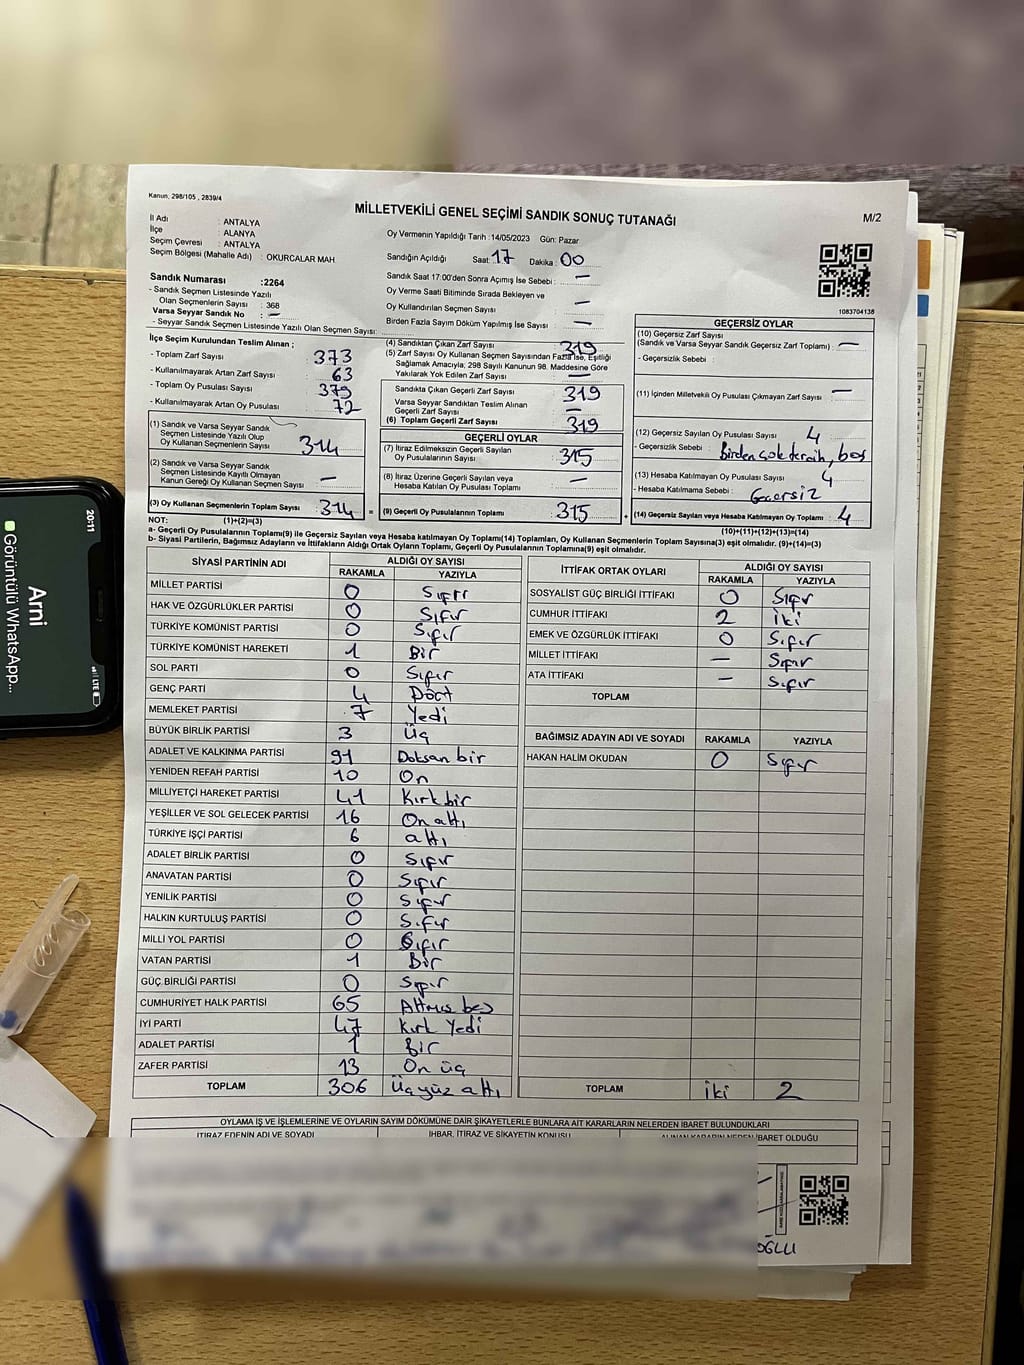 Kanun, 298/105 , 2839/4
MİLLETVEKİLİ GENEL SEÇİMİ SANDIK SONUÇ TUTANAĞI
M/2
İl Adı : ANTALYA
İlçe : ALANYA
Seçim Çevresi : ANTALYA
Seçim Bölgesi (Mahalle Adı) : OKURCALAR MAH
Oy Vermenin Yapıldığı Tarih :14/05/2023 Gün: Pazar
Sandığın Açıldığı Saat: 17 Dakika: 00
Sandık Saat 17:00'den Sonra Açımış İse Sebebi : —
Oy Verme Saati Bitiminde Sırada Bekleyen ve
Oy Kullandırılan Seçmen Sayısı —
Birden Fazla Sayım Döküm Yapılmış İse Sayısı —
1083704138
Sandık Numarası :2264
- Sandık Seçmen Listesinde Yazılı
Olan Seçmenlerin Sayısı : 368
Varsa Seyyar Sandık No : —
- Seyyar Sandık Seçmen Listesinde Yazılı Olan Seçmen Sayısı:
İlçe Seçim Kurulundan Teslim Alınan ;
- Toplam Zarf Sayısı 373
- Kullanılmayarak Artan Zarf Sayısı 63
- Toplam Oy Pusulası Sayısı 379
- Kullanılmayarak Artan Oy Pusulası 72
(1) Sandık ve Varsa Seyyar Sandık
Seçmen Listesinde Yazılı Olup
Oy Kullanan Seçmenlerin Sayısı 314
(2) Sandık ve Varsa Seyyar Sandık
Seçmen Listesinde Kayıtlı Olmayan
Kanun Gereği Oy Kullanan Seçmen Sayısı —
(3) Oy Kullanan Seçmenlerin Toplam Sayısı 314 =
(4) Sandıktan Çıkan Zarf Sayısı 319
(5) Zarf Sayısı Oy Kullanan Seçmen Sayısından Fazla İse, Eşitliği
Sağlamak Amacıyla; 298 Sayılı Kanunun 98. Maddesine Göre
Yakılarak Yok Edilen Zarf Sayısı —
Sandıkta Çıkan Geçerli Zarf Sayısı 319
Varsa Seyyar Sandıktan Teslim Alınan
Geçerli Zarf Sayısı —
(6) Toplam Geçerli Zarf Sayısı 319
GEÇERLİ OYLAR
(7) İtiraz Edilmeksizin Geçerli Sayılan
Oy Pusulalarının Sayısı 315
(8) İtiraz Üzerine Geçerli Sayılan veya
Hesaba Katılan Oy Pusulası Toplamı —
(9) Geçerli Oy Pusulalarının Toplamı 315 +
GEÇERSİZ OYLAR
(10) Geçersiz Zarf Sayısı
(Sandık ve Varsa Seyyar Sandık Geçersiz Zarf Toplamı) : —
- Geçersizlik Sebebi :
(11) İçinden Milletvekili Oy Pusulası Çıkmayan Zarf Sayısı : —
(12) Geçersiz Sayılan Oy Pusulası Sayısı : 4
- Geçersizlik Sebebi : Birden çok tercih, boş
(13) Hesaba Katılmayan Oy Pusulası Sayısı : 4
- Hesaba Katılmama Sebebi : Geçersiz
(14) Geçersiz Sayılan veya Hesaba Katılmayan Oy Toplamı : 4
NOT: (1)+(2)=(3)
(10)+(11)+(12)+(13)=(14)
a- Geçerli Oy Pusulalarının Toplamı(9) ile Geçersiz Sayılan veya Hesaba Katılmayan Oy Toplamı(14) Toplamları, Oy Kullanan Seçmenlerin Toplam Sayısına(3) eşit olmalıdır. (9)+(14)=(3)
b- Siyasi Partilerin, Bağımsız Adayların ve İttifakların Aldığı Ortak Oyların Toplamı, Geçerli Oy Pusulalarının Toplamına(9) eşit olmalıdır.
SİYASİ PARTİNİN ADI ALDIĞI OY SAYISI
RAKAMLA YAZIYLA
MİLLET PARTİSİ 0 Sıfır
HAK VE ÖZGÜRLÜKLER PARTİSİ 0 Sıfır
TÜRKİYE KOMÜNİST PARTİSİ 0 Sıfır
TÜRKİYE KOMÜNİST HAREKETİ 1 Bir
SOL PARTİ 0 Sıfır
GENÇ PARTİ 4 Dört
MEMLEKET PARTİSİ 7 Yedi
BÜYÜK BİRLİK PARTİSİ 3 Üç
ADALET VE KALKINMA PARTİSİ 91 Doksan bir
YENİDEN REFAH PARTİSİ 10 On
MİLLİYETÇİ HAREKET PARTİSİ 41 Kırk bir
YEŞİLLER VE SOL GELECEK PARTİSİ 16 On altı
TÜRKİYE İŞÇİ PARTİSİ 6 altı
ADALET BİRLİK PARTİSİ 0 Sıfır
ANAVATAN PARTİSİ 0 Sıfır
YENİLİK PARTİSİ 0 Sıfır
HALKIN KURTULUŞ PARTİSİ 0 Sıfır
MİLLİ YOL PARTİSİ 0 Sıfır
VATAN PARTİSİ 1 Bir
GÜÇ BİRLİĞİ PARTİSİ 0 Sıfır
CUMHURİYET HALK PARTİSİ 65 Altmış beş
İYİ PARTİ 47 Kırk Yedi
ADALET PARTİSİ 1 Bir
ZAFER PARTİSİ 13 On üç
TOPLAM 306 Üçyüz altı
İTTİFAK ORTAK OYLARI ALDIĞI OY SAYISI
RAKAMLA YAZIYLA
SOSYALİST GÜÇ BİRLİĞİ İTTİFAKI 0 Sıfır
CUMHUR İTTİFAKI 2 İki
EMEK VE ÖZGÜRLÜK İTTİFAKI 0 Sıfır
MİLLET İTTİFAKI — Sıfır
ATA İTTİFAKI — Sıfır
TOPLAM
BAĞIMSIZ ADAYIN ADI VE SOYADI RAKAMLA YAZIYLA
HAKAN HALİM OKUDAN 0 Sıfır
TOPLAM iki 2
OYLAMA İŞ VE İŞLEMLERİNE VE OYLARIN SAYIM DÖKÜMÜNE DAİR ŞİKAYETLERLE BUNLARA AİT KARARLARIN NELERDEN İBARET BULUNDUKLARI
İTİRAZ EDENİN ADI VE SOYADI İHBAR, İTİRAZ VE ŞİKAYETİN KONUSU ALINAN KARARIN NEDEN İBARET OLDUĞU
OĞLU
20:11
LTE
Arni
Görüntülü WhatsApp...